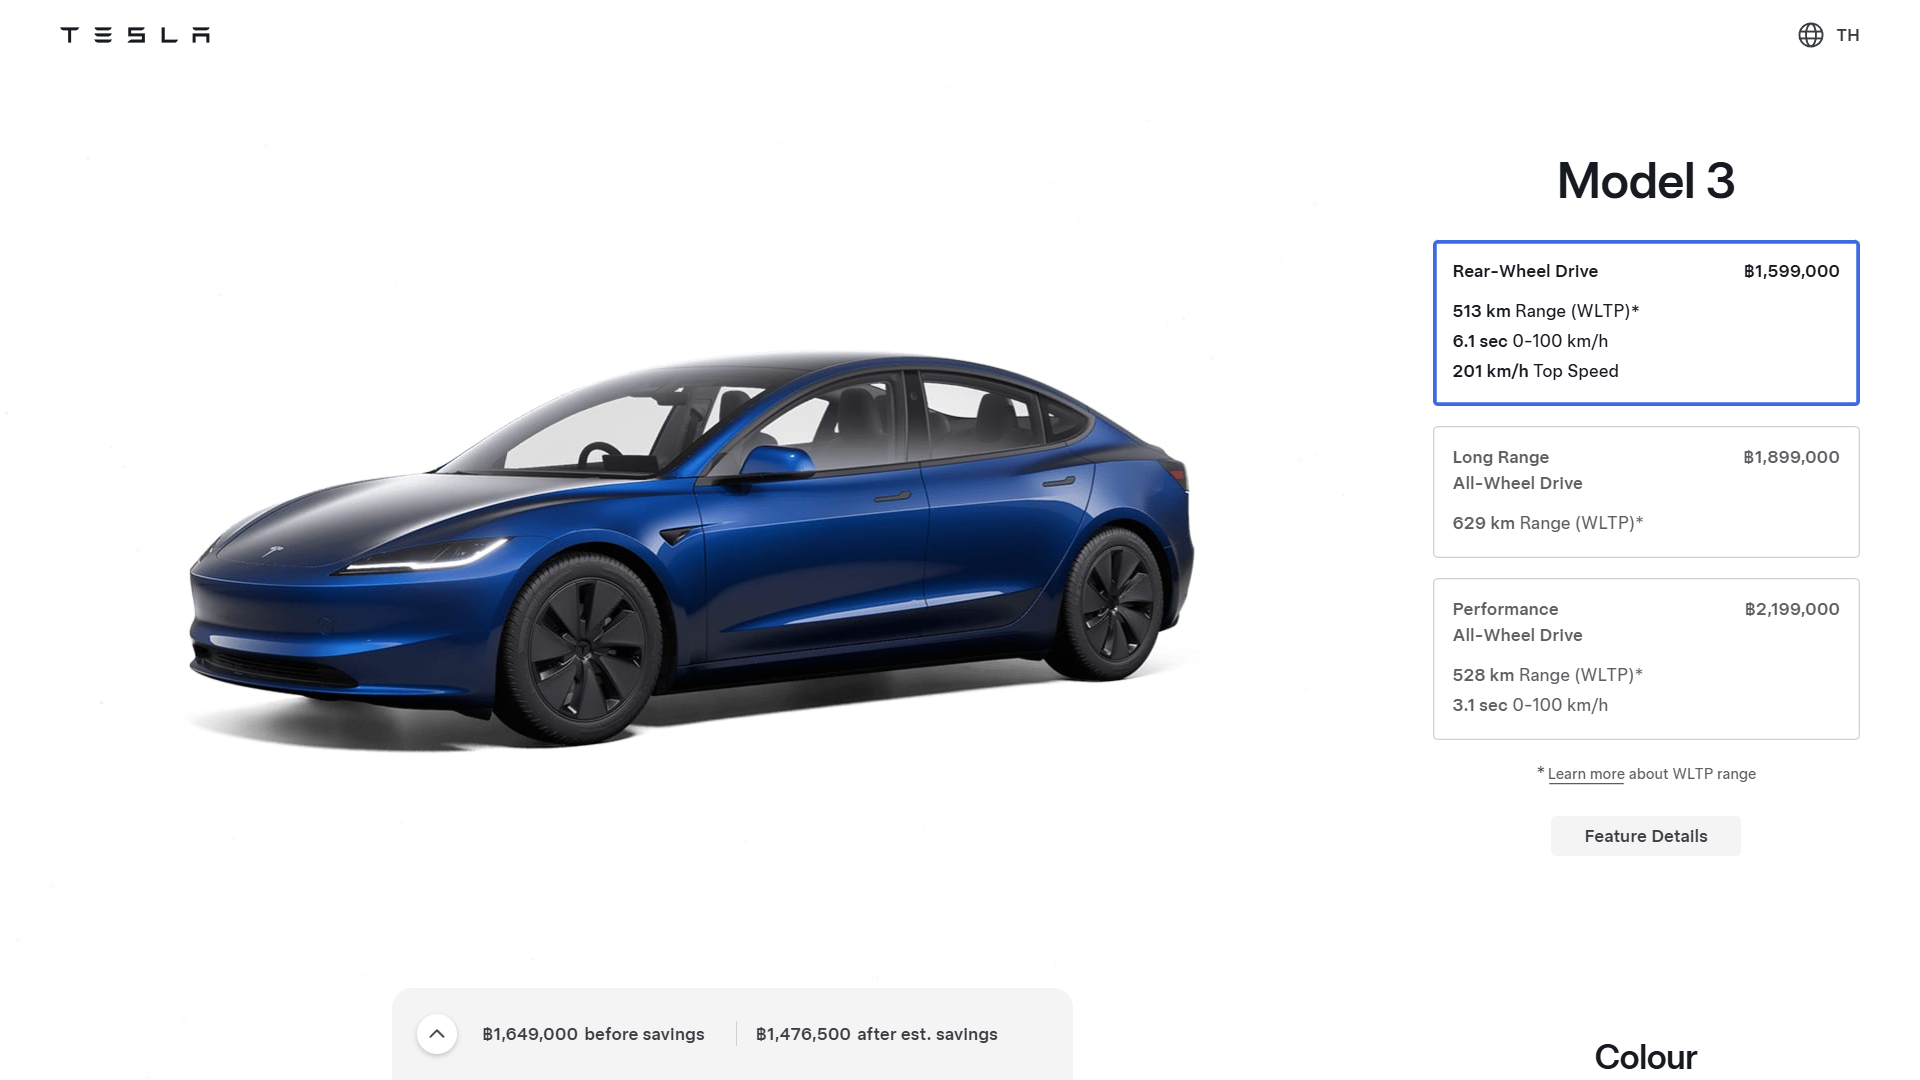 TESLA
TH
Model 3
Rear-Wheel Drive ฿1,599,000
513 km Range (WLTP)*
6.1 sec 0-100 km/h
201 km/h Top Speed
Long Range ฿1,899,000
All-Wheel Drive
629 km Range (WLTP)*
Performance ฿2,199,000
All-Wheel Drive
528 km Range (WLTP)*
3.1 sec 0-100 km/h
* Learn more about WLTP range
Feature Details
฿1,649,000 before savings
฿1,476,500 after est. savings
Colour